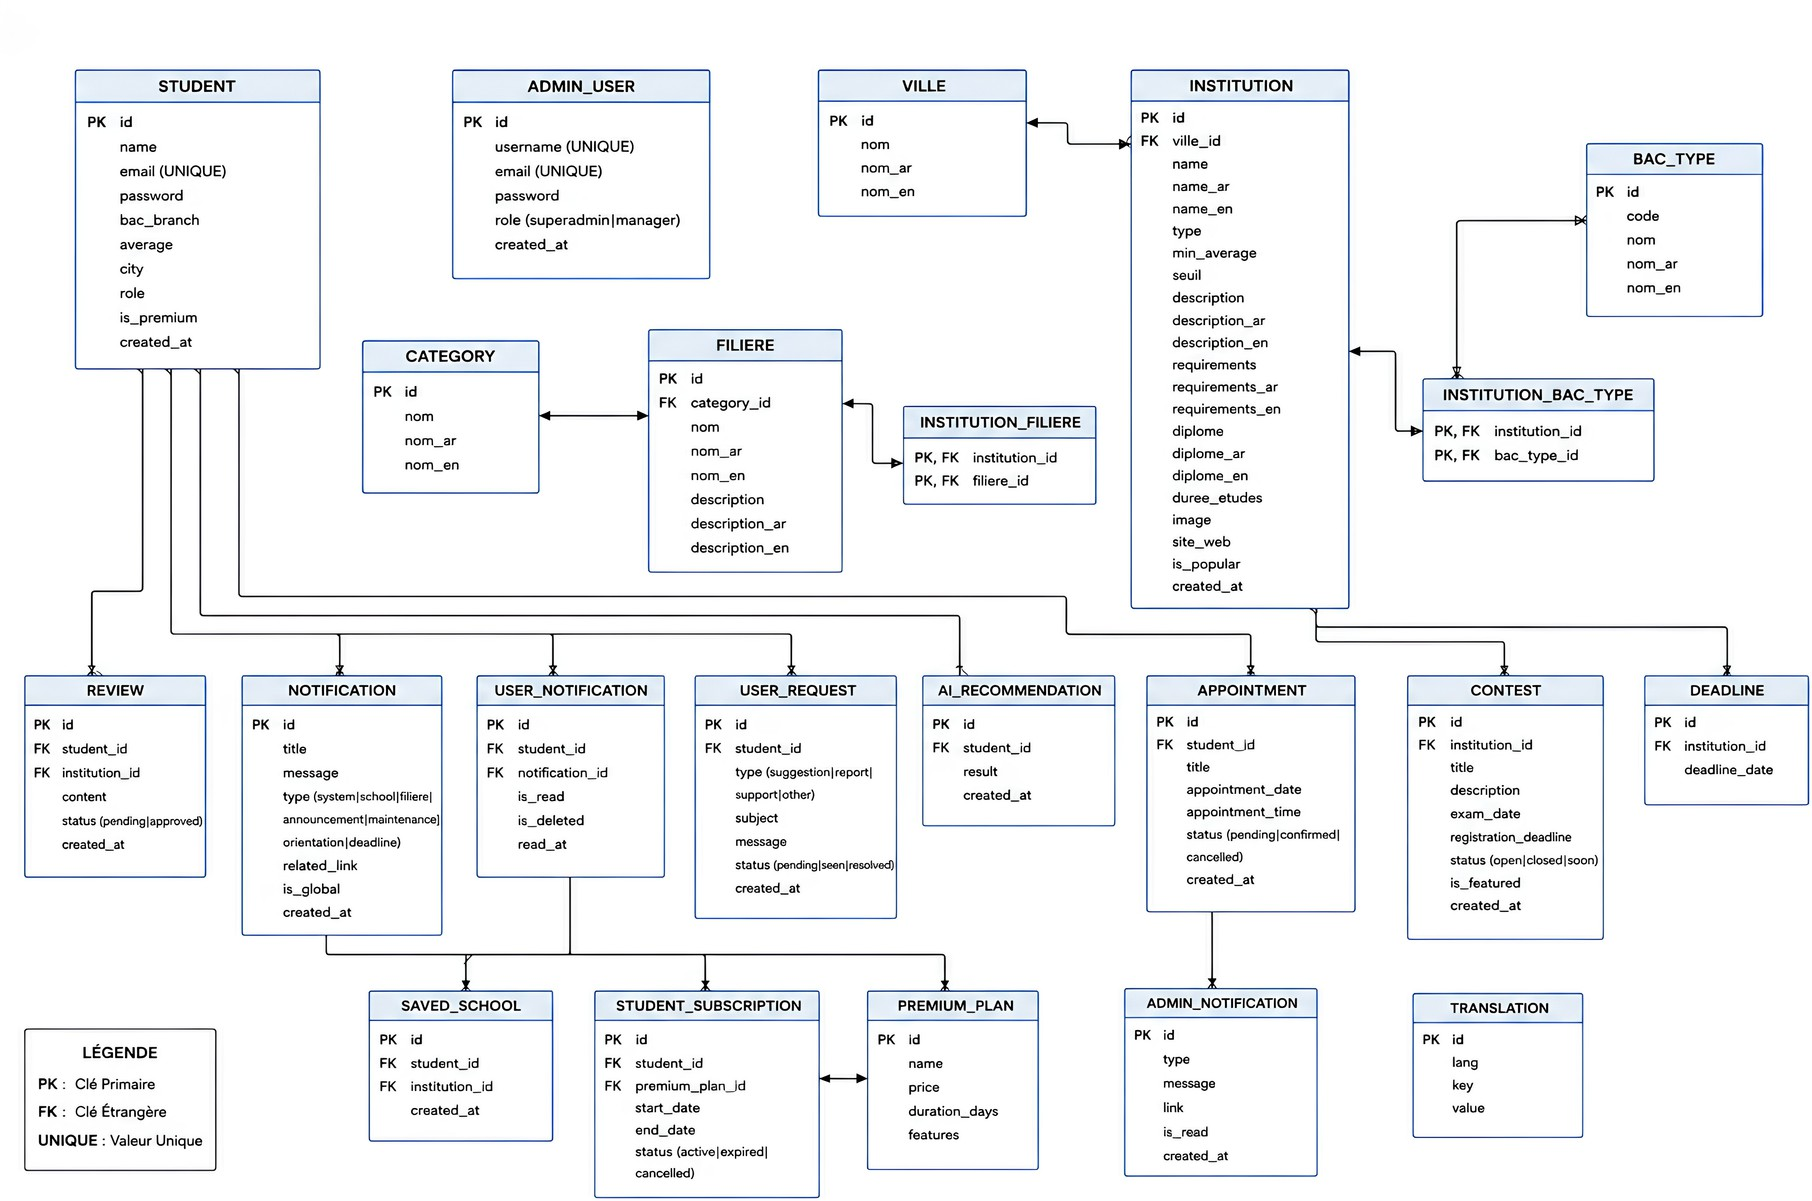 STUDENT
PK id
name
email (UNIQUE)
password
bac_branch
average
city
role
is_premium
created_at
ADMIN_USER
PK id
username (UNIQUE)
email (UNIQUE)
password
role (superadmin|manager)
created_at
VILLE
PK id
nom
nom_ar
nom_en
INSTITUTION
PK id
FK ville_id
name
name_ar
name_en
type
min_average
seuil
description
description_ar
description_en
requirements
requirements_ar
requirements_en
diplome
diplome_ar
diplome_en
duree_etudes
image
site_web
is_popular
created_at
BAC_TYPE
PK id
code
nom
nom_ar
nom_en
CATEGORY
PK id
nom
nom_ar
nom_en
FILIERE
PK id
FK category_id
nom
nom_ar
nom_en
description
description_ar
description_en
INSTITUTION_FILIERE
PK, FK institution_id
PK, FK filiere_id
INSTITUTION_BAC_TYPE
PK, FK institution_id
PK, FK bac_type_id
REVIEW
PK id
FK student_id
FK institution_id
content
status (pending|approved)
created_at
NOTIFICATION
PK id
title
message
type (system|school|filiere|
announcement|maintenance]
orientation|deadline)
related_link
is_global
created_at
USER_NOTIFICATION
PK id
FK student_id
FK notification_id
is_read
is_deleted
read_at
USER_REQUEST
PK id
FK student_id
type (suggestion|report|
support|other)
subject
message
status (pending|seen|resolved)
created_at
AI_RECOMMENDATION
PK id
FK student_id
result
created_at
APPOINTMENT
PK id
FK student_id
title
appointment_date
appointment_time
status (pending|confirmed|
cancelled)
created_at
CONTEST
PK id
FK institution_id
title
description
exam_date
registration_deadline
status (open|closed|soon)
is_featured
created_at
DEADLINE
PK id
FK institution_id
deadline_date
SAVED_SCHOOL
PK id
FK student_id
FK institution_id
created_at
STUDENT_SUBSCRIPTION
PK id
FK student_id
FK premium_plan_id
start_date
end_date
status (active|expired|
cancelled)
PREMIUM_PLAN
PK id
name
price
duration_days
features
ADMIN_NOTIFICATION
PK id
type
message
link
is_read
created_at
TRANSLATION
PK id
lang
key
value
LÉGENDE
PK : Clé Primaire
FK : Clé Étrangère
UNIQUE : Valeur Unique